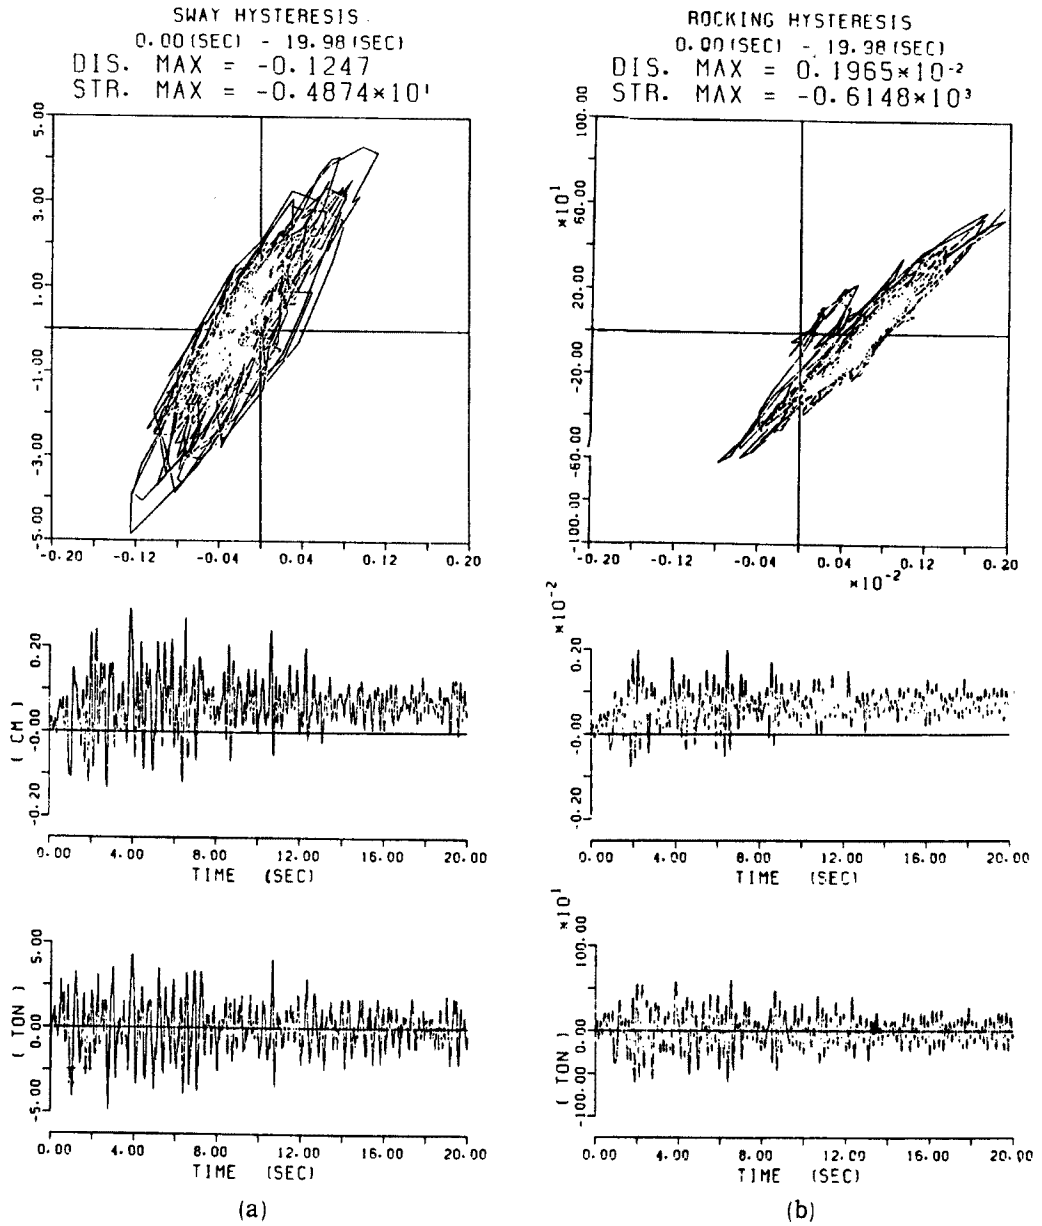 SWAY HYSTERESIS
0.00(SEC) - 19.98(SEC)
DIS. MAX = -0.1247
STR. MAX = -0.4874*10¹
5.00
3.00
1.00
-1.00
-3.00
-5.00
-0.20 -0.12 -0.04 0.04 0.12 0.20
0.20
-0.00
-0.20
( CM )
0.00 4.00 8.00 12.00 16.00 20.00
TIME (SEC)
5.00
0.00
-5.00
( TON )
0.00 4.00 8.00 12.00 16.00 20.00
TIME (SEC)
(a)
ROCKING HYSTERESIS
0.00(SEC) - 19.98(SEC)
DIS. MAX = 0.1965*10⁻²
STR. MAX = -0.6148*10³
*10¹
100.00
60.00
20.00
-20.00
-60.00
-100.00
-0.20 -0.12 -0.04 0.04 0.12 0.20
*10⁻²
*10⁻²
0.20
-0.00
-0.20
0.00 4.00 8.00 12.00 16.00 20.00
TIME (SEC)
*10¹
100.00
0.00
-100.00
( TON )
0.00 4.00 8.00 12.00 16.00 20.00
TIME (SEC)
(b)